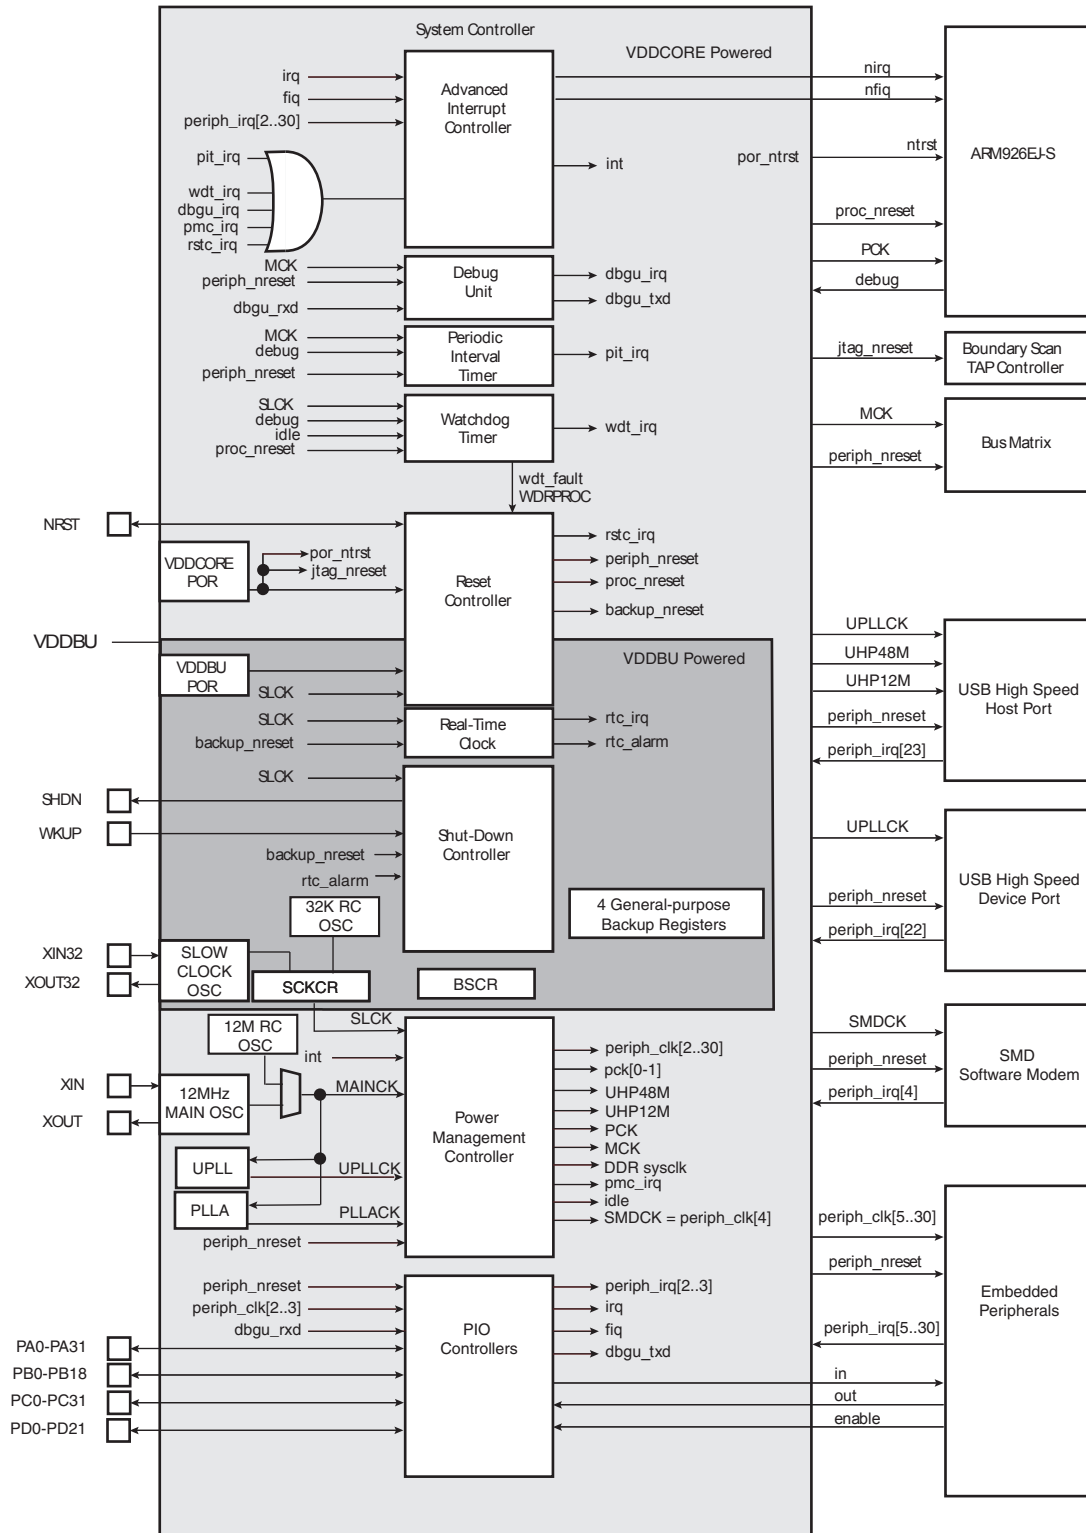 System Controller
VDDCORE Powered
irq
fiq
periph_irq[2..30]
pit_irq
wdt_irq
dbgu_irq
pmc_irq
rstc_irq
Advanced
Interrupt
Controller
int
por_ntrst
nirq
nfiq
ntrst
proc_nreset
PCK
debug
ARM926EJ-S
MCK
periph_nreset
dbgu_rxd
Debug
Unit
dbgu_irq
dbgu_txd
MCK
debug
periph_nreset
Periodic
Interval
Timer
pit_irq
jtag_nreset
Boundary Scan
TAP Controller
SLCK
debug
idle
proc_nreset
Watchdog
Timer
wdt_irq
MCK
periph_nreset
Bus Matrix
wdt_fault
WDRPROC
NRST
VDDCORE
POR
por_ntrst
jtag_nreset
Reset
Controller
rstc_irq
periph_nreset
proc_nreset
backup_nreset
VDDBU
VDDBU
POR
SLCK
VDDBU Powered
UPLLCK
UHP48M
UHP12M
periph_nreset
periph_irq[23]
USB High Speed
Host Port
SLCK
backup_nreset
Real-Time
Clock
rtc_irq
rtc_alarm
SLCK
SHDN
WKUP
backup_nreset
rtc_alarm
Shut-Down
Controller
4 General-purpose
Backup Registers
UPLLCK
periph_nreset
periph_irq[22]
USB High Speed
Device Port
32K RC
OSC
XIN32
XOUT32
SLOW
CLOCK
OSC
SCKCR
BSCR
SLCK
12M RC
OSC
int
XIN
XOUT
12MHz
MAIN OSC
MAINCK
UPLL
UPLLCK
PLLA
PLLACK
periph_nreset
Power
Management
Controller
periph_clk[2..30]
pck[0-1]
UHP48M
UHP12M
PCK
MCK
DDR sysclk
pmc_irq
idle
SMDCK = periph_clk[4]
SMDCK
periph_nreset
periph_irq[4]
SMD
Software Modem
periph_nreset
periph_clk[2..3]
dbgu_rxd
PA0-PA31
PB0-PB18
PC0-PC31
PD0-PD21
PIO
Controllers
periph_irq[2..3]
irq
fiq
dbgu_txd
periph_clk[5..30]
periph_nreset
periph_irq[5..30]
in
out
enable
Embedded
Peripherals